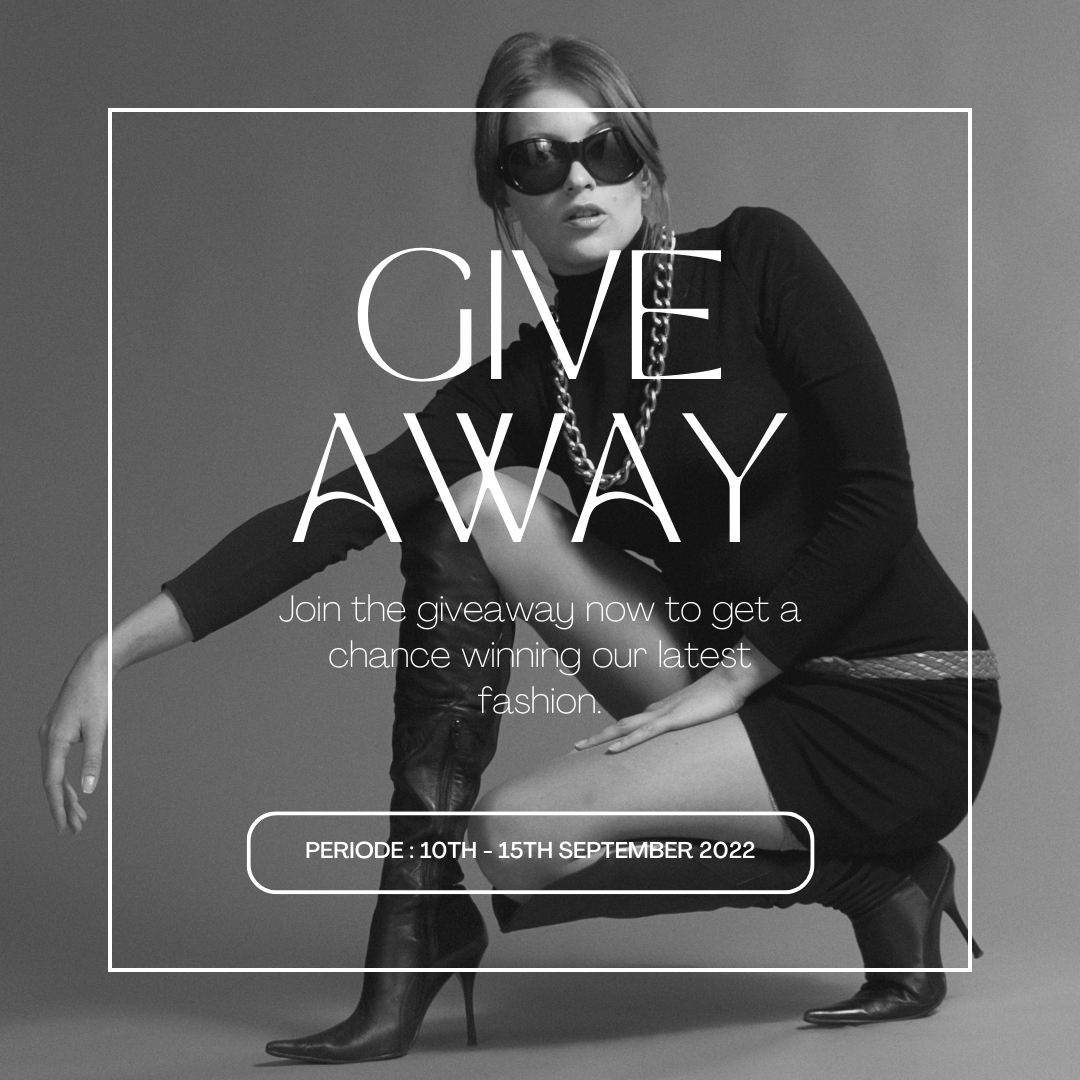 GIVE
AWAY
Join the giveaway now to get a
chance winning our latest
fashion.
PERIODE : 10TH - 15TH SEPTEMBER 2022